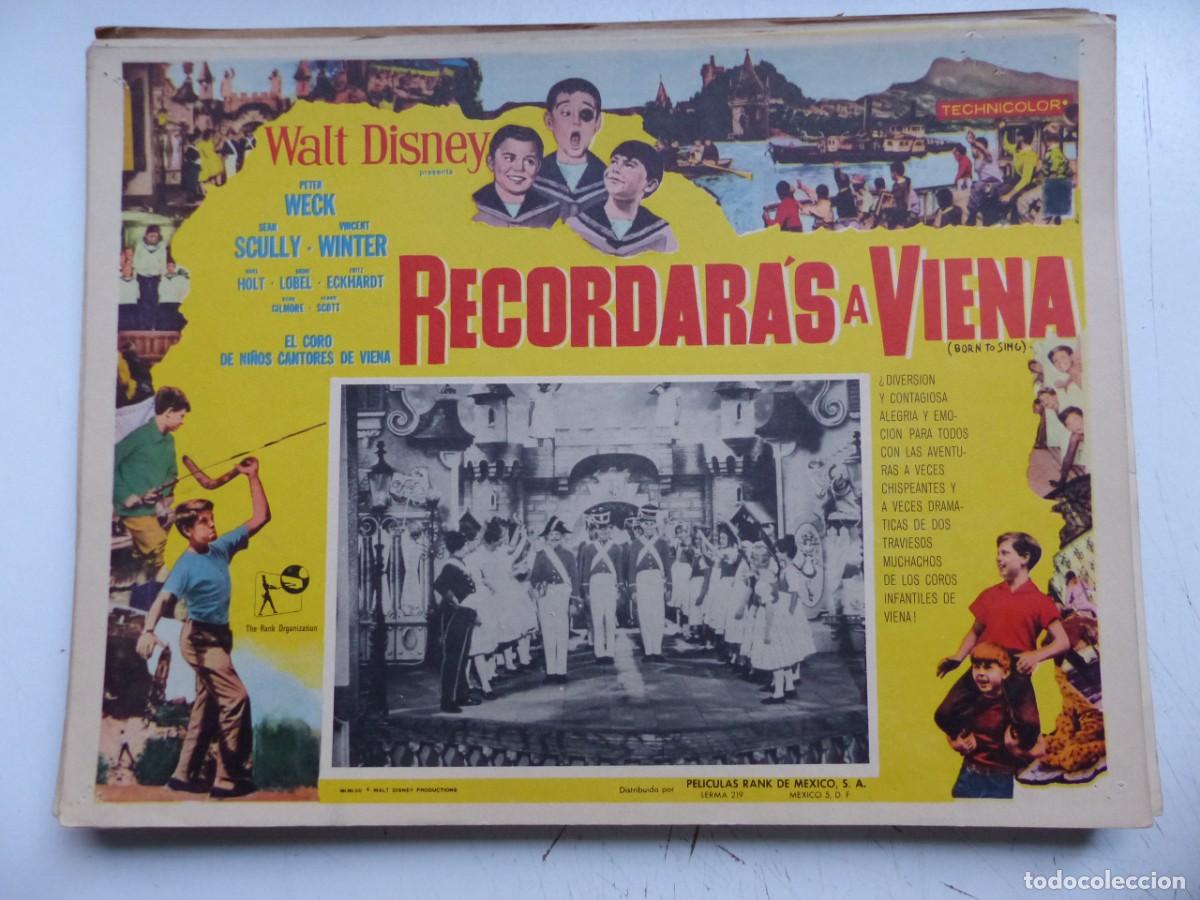 TECHNICOLOR®
Walt Disney
presenta
PETER
WECK
SEAN VINCENT
SCULLY · WINTER
HOLT · LOBEL · ECKHARDT
GILMORE · SCOTT
EL CORO
DE NIÑOS CANTORES DE VIENA
RECORDARÁS A VIENA
(BORN TO SING)
¿DIVERSION
Y CONTAGIOSA
ALEGRIA Y EMO-
CION PARA TODOS
CON LAS AVENTU-
RAS A VECES
CHISPEANTES Y
A VECES DRAMA-
TICAS DE DOS
TRAVIESOS
MUCHACHOS
DE LOS COROS
INFANTILES DE
VIENA!
The Rank Organization
© WALT DISNEY PRODUCTIONS
Distribuida por PELICULAS RANK DE MEXICO, S. A.
LERMA 219 MEXICO 5, D. F
todocoleccion